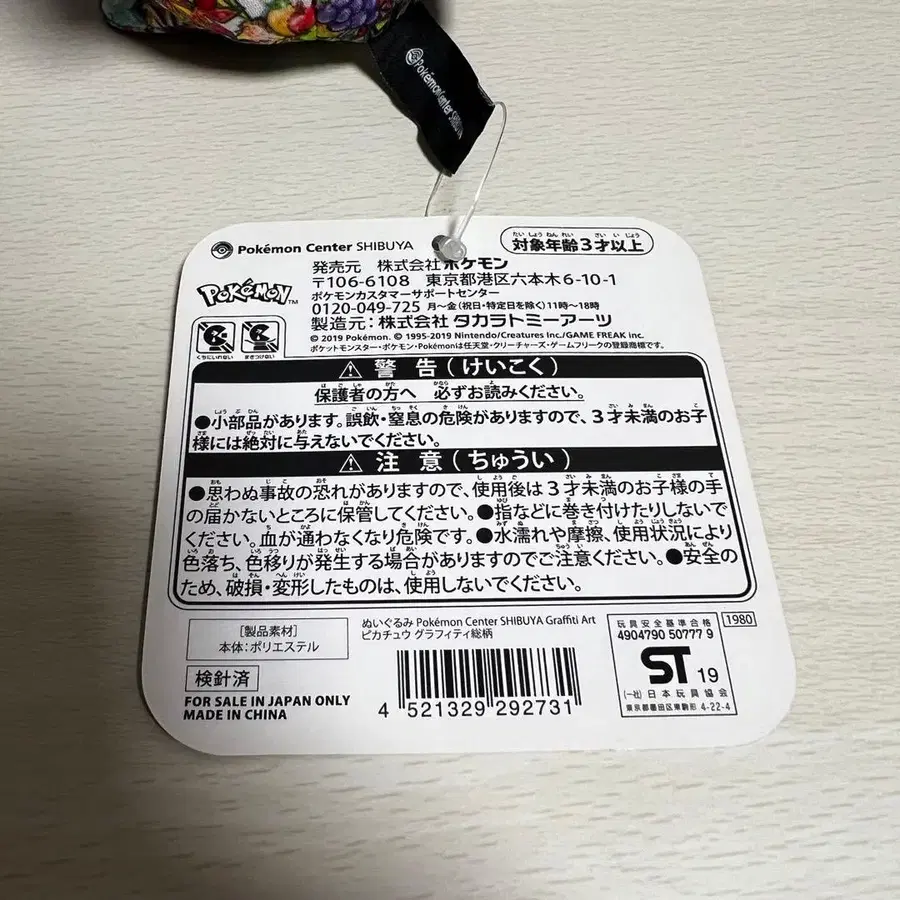 Pokémon Center SHIBUYA
Pokémon Center SHIBUYA
対象年齢3才以上
発売元 株式会社ポケモン
〒106-6108 東京都港区六本木6-10-1
POKÉMON™
ポケモンカスタマーサポートセンター
0120-049-725 月～金(祝日・特定日を除く)11時～18時
製造元：株式会社 タカラトミーアーツ
© 2019 Pokémon. © 1995-2019 Nintendo/Creatures Inc./GAME FREAK inc.
ポケットモンスター・ポケモン・Pokémonは任天堂・クリーチャーズ・ゲームフリークの登録商標です。
くちにいれない
まきつけない
警告(けいこく)
保護者の方へ 必ずお読みください。
●小部品があります。誤飲・窒息の危険がありますので、3才未満のお子
様には絶対に与えないでください。
注意(ちゅうい)
●思わぬ事故の恐れがありますので、使用後は3才未満のお子様の手
の届かないところに保管してください。●指などに巻き付けたりしないで
ください。血が通わなくなり危険です。●水濡れや摩擦、使用状況により
色落ち、色移りが発生する場合がありますのでご注意ください。●安全の
ため、破損・変形したものは、使用しないでください。
[製品素材]
本体：ポリエステル
検針済
FOR SALE IN JAPAN ONLY
MADE IN CHINA
ぬいぐるみ Pokémon Center SHIBUYA Graffiti Art
ピカチュウ グラフィティ総柄
4 521329 292731
玩具安全基準合格
4904790 50777 9
ST 19
(一社)日本玩具協会
東京都墨田区東駒形 4-22-4
1980